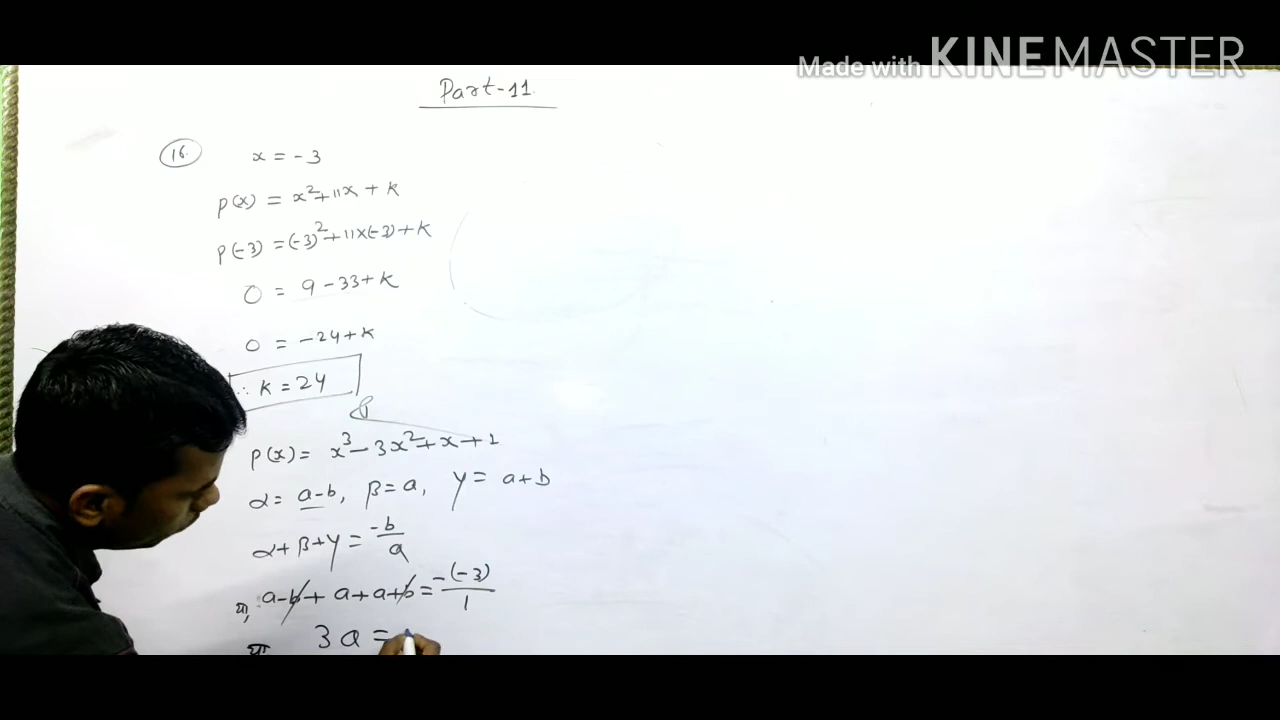 Made with KINEMASTER
Part-11.
16.
x = -3
p(x) = x²+11x + k
p(-3) = (-3)²+11×(-3)+k
0 = 9-33+k
0 = -24+k
∴ k = 24
p(x) = x³-3x²+x+1
α = a-b, β = a, γ = a+b
α+β+γ = -b/a
या, a-b+a+a+b = -(-3)/1
या 3a =